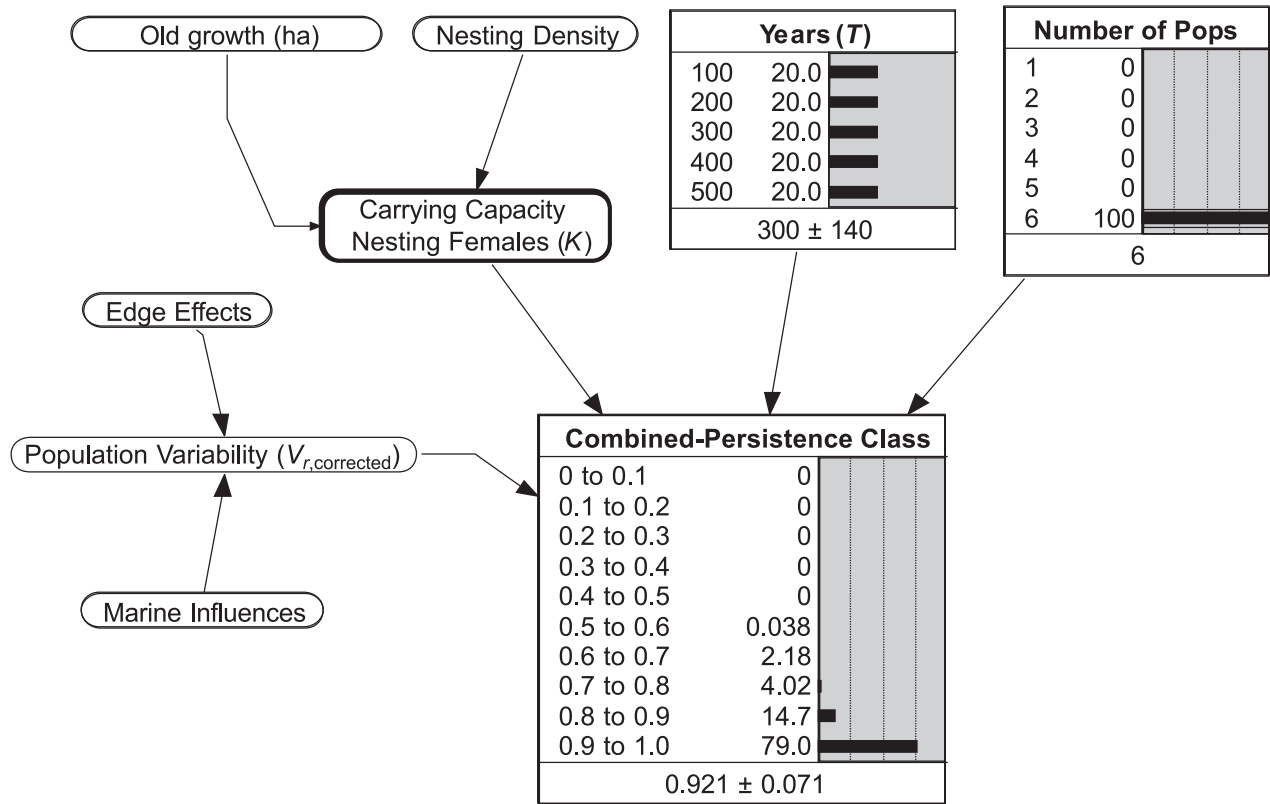 Old growth (ha)
Nesting Density
Years (T)
100 20.0
200 20.0
300 20.0
400 20.0
500 20.0
300 ± 140
Number of Pops
1 0
2 0
3 0
4 0
5 0
6 100
6
Carrying Capacity
Nesting Females (K)
Edge Effects
Population Variability (Vr,corrected)
Marine Influences
Combined-Persistence Class
0 to 0.1 0
0.1 to 0.2 0
0.2 to 0.3 0
0.3 to 0.4 0
0.4 to 0.5 0
0.5 to 0.6 0.038
0.6 to 0.7 2.18
0.7 to 0.8 4.02
0.8 to 0.9 14.7
0.9 to 1.0 79.0
0.921 ± 0.071